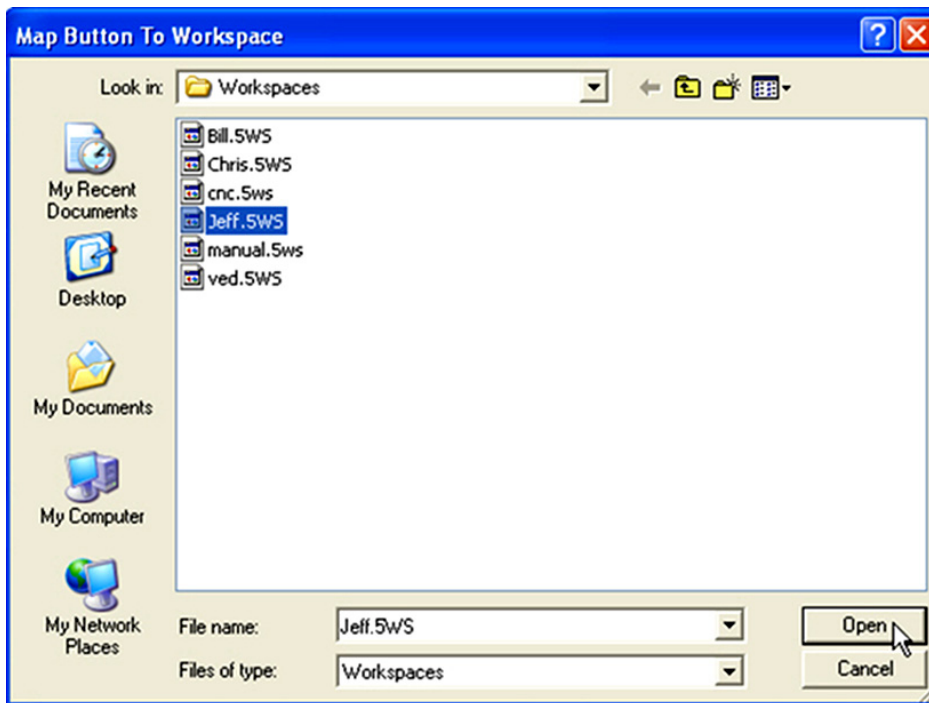 Map Button To Workspace
Look in: Workspaces
Bill.5WS
Chris.5WS
cnc.5ws
Jeff.5WS
manual.5ws
ved.5WS
My Recent
Documents
Desktop
My Documents
My Computer
My Network
Places
File name: Jeff.5WS Open
Files of type: Workspaces Cancel